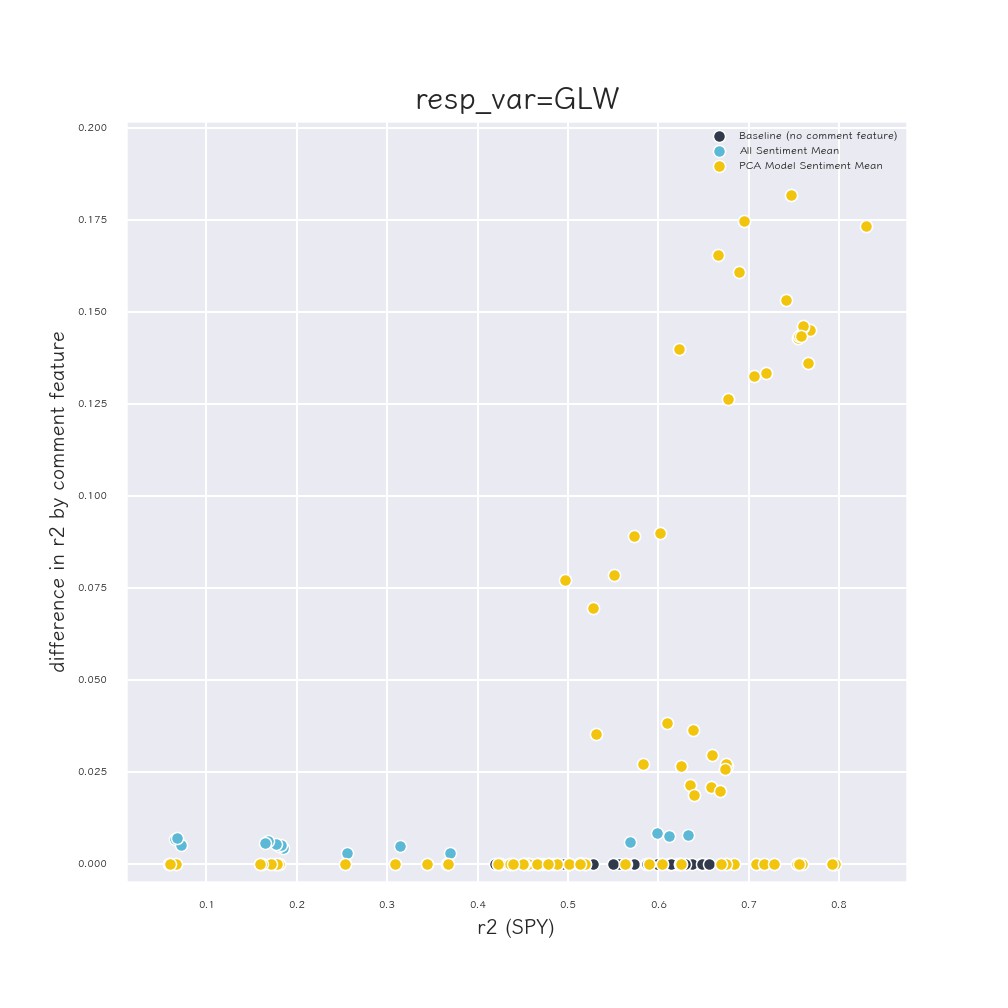 resp_var=GLW
Baseline (no comment feature)
All Sentiment Mean
PCA Model Sentiment Mean
difference in r2 by comment feature
0.200
0.175
0.150
0.125
0.100
0.075
0.050
0.025
0.000
0.1 0.2 0.3 0.4 0.5 0.6 0.7 0.8
r2 (SPY)